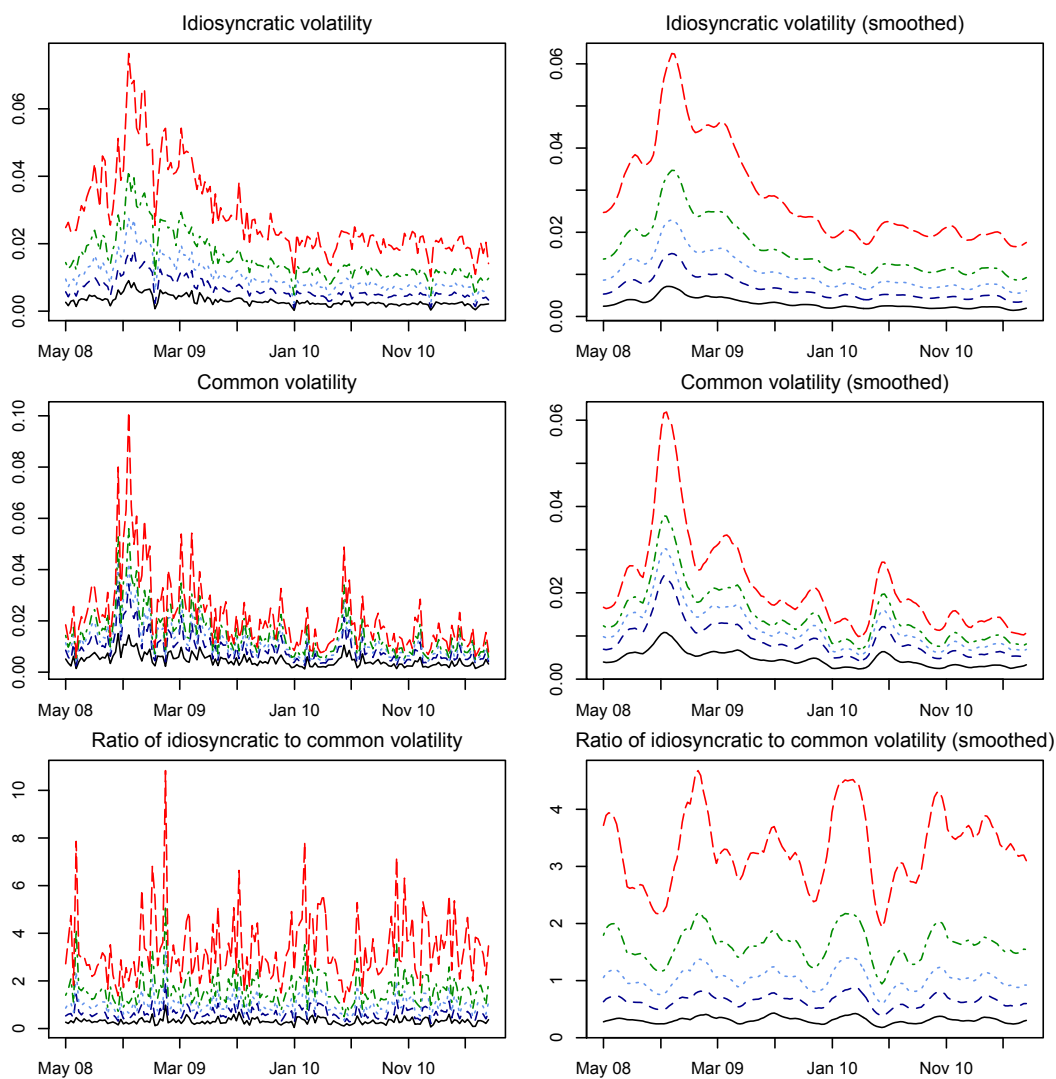 Idiosyncratic volatility
0.06
0.04
0.02
0.00
May 08 Mar 09 Jan 10 Nov 10
Idiosyncratic volatility (smoothed)
0.06
0.04
0.02
0.00
May 08 Mar 09 Jan 10 Nov 10
Common volatility
0.10
0.08
0.06
0.04
0.02
0.00
May 08 Mar 09 Jan 10 Nov 10
Common volatility (smoothed)
0.06
0.04
0.02
0.00
May 08 Mar 09 Jan 10 Nov 10
Ratio of idiosyncratic to common volatility
10
8
6
4
2
0
May 08 Mar 09 Jan 10 Nov 10
Ratio of idiosyncratic to common volatility (smoothed)
4
3
2
1
0
May 08 Mar 09 Jan 10 Nov 10